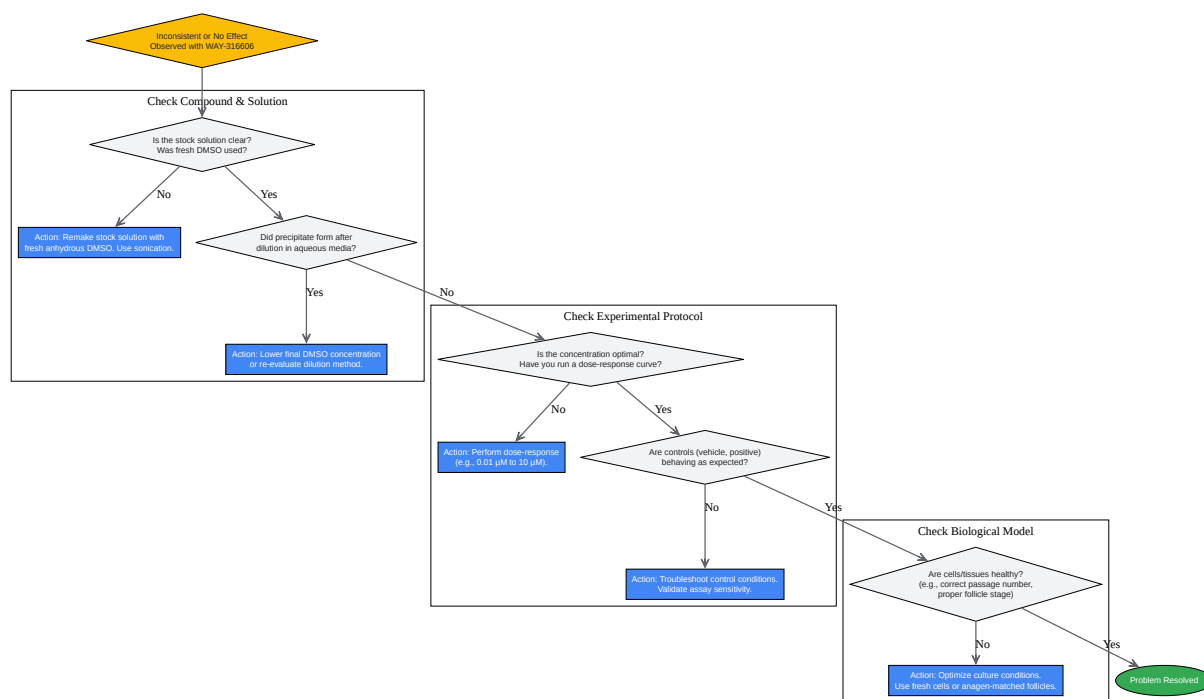 Inconsistent or No Effect
Observed with WAY-316606
Check Compound & Solution
Is the stock solution clear?
Was fresh DMSO used?
No
Yes
Action: Remake stock solution with
fresh anhydrous DMSO. Use sonication.
Did precipitate form after
dilution in aqueous media?
Yes
No
Action: Lower final DMSO concentration
or re-evaluate dilution method.
Check Experimental Protocol
Is the concentration optimal?
Have you run a dose-response curve?
No
Yes
Action: Perform dose-response
(e.g., 0.01 µM to 10 µM).
Are controls (vehicle, positive)
behaving as expected?
No
Yes
Action: Troubleshoot control conditions.
Validate assay sensitivity.
Check Biological Model
Are cells/tissues healthy?
(e.g., correct passage number,
proper follicle stage)
No
Yes
Action: Optimize culture conditions.
Use fresh cells or anagen-matched follicles.
Problem Resolved